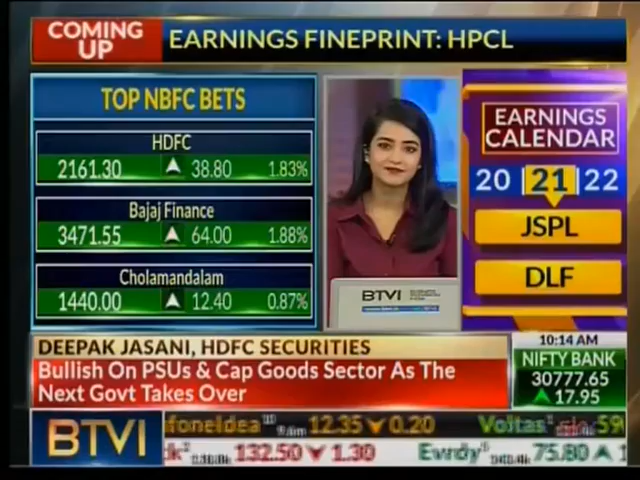 COMING UP
EARNINGS FINEPRINT: HPCL
TOP NBFC BETS
HDFC
2161.30 38.80 1.83%
Bajaj Finance
3471.55 64.00 1.88%
Cholamandalam
1440.00 12.40 0.87%
BTVI
EARNINGS CALENDAR
20 21 22
JSPL
DLF
DEEPAK JASANI, HDFC SECURITIES
Bullish On PSUs & Cap Goods Sector As The
Next Govt Takes Over
10:14 AM
NIFTY BANK
30777.65
17.95
BTVI
foneIdea 12.35 0.20 Voltas
132.50 1.30 75.80